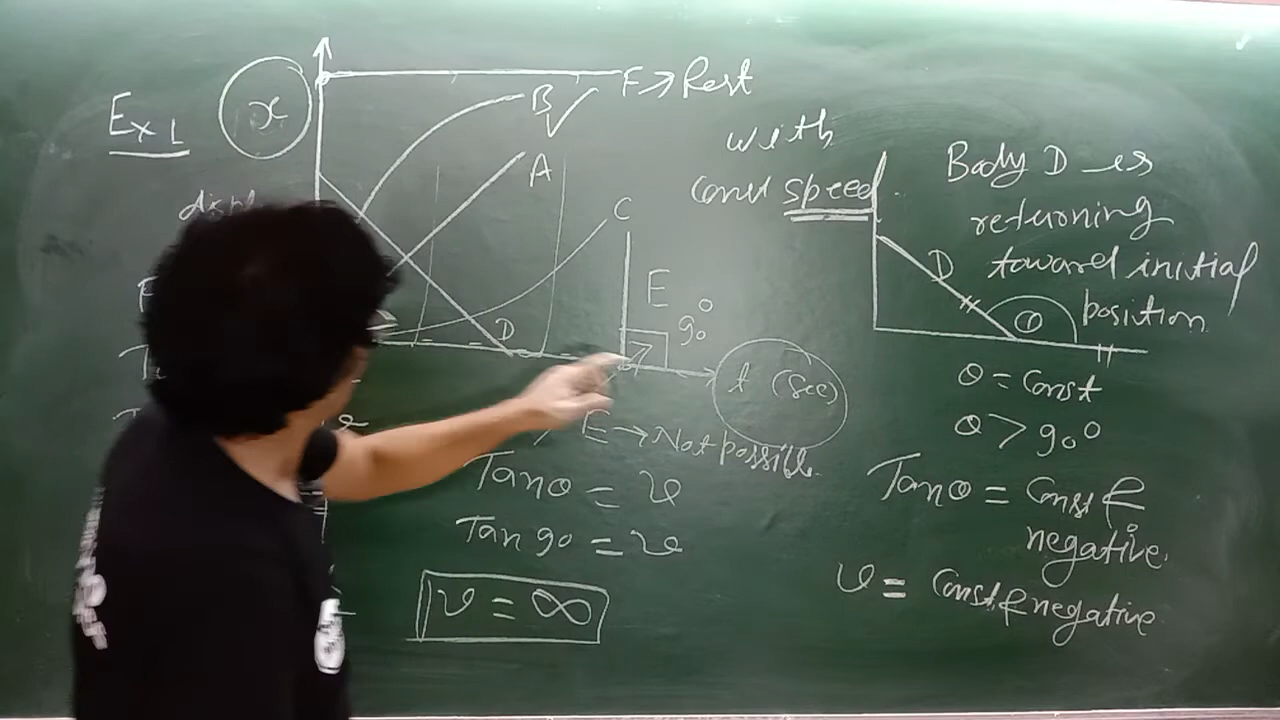 Ex 1
x
F → Rest
B
A
C
D
E
90°
t (sec)
E → Not possible
Tan θ = v
Tan 90 = v
v = ∞
with
const speed
D
θ
Body D is
returning
toward initial
position
θ = const
θ > 90°
Tan θ = Const &
negative.
v = Const. & negative